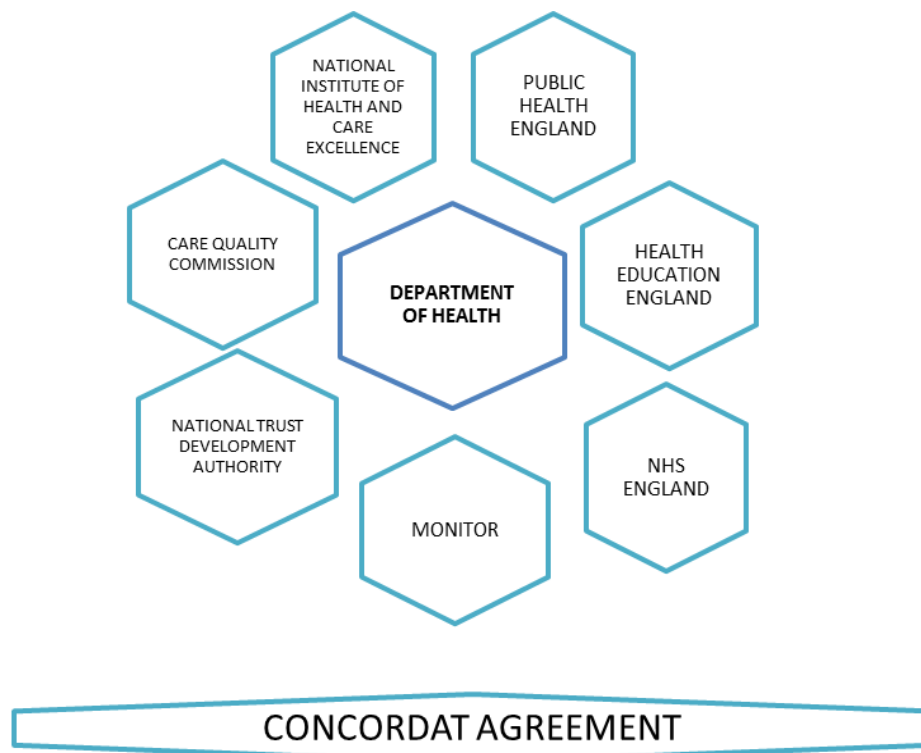 NATIONAL
INSTITUTE OF
HEALTH AND
CARE
EXCELLENCE
PUBLIC
HEALTH
ENGLAND
CARE QUALITY
COMMISSION
DEPARTMENT
OF HEALTH
HEALTH
EDUCATION
ENGLAND
NATIONAL TRUST
DEVELOPMENT
AUTHORITY
MONITOR
NHS
ENGLAND
CONCORDAT AGREEMENT